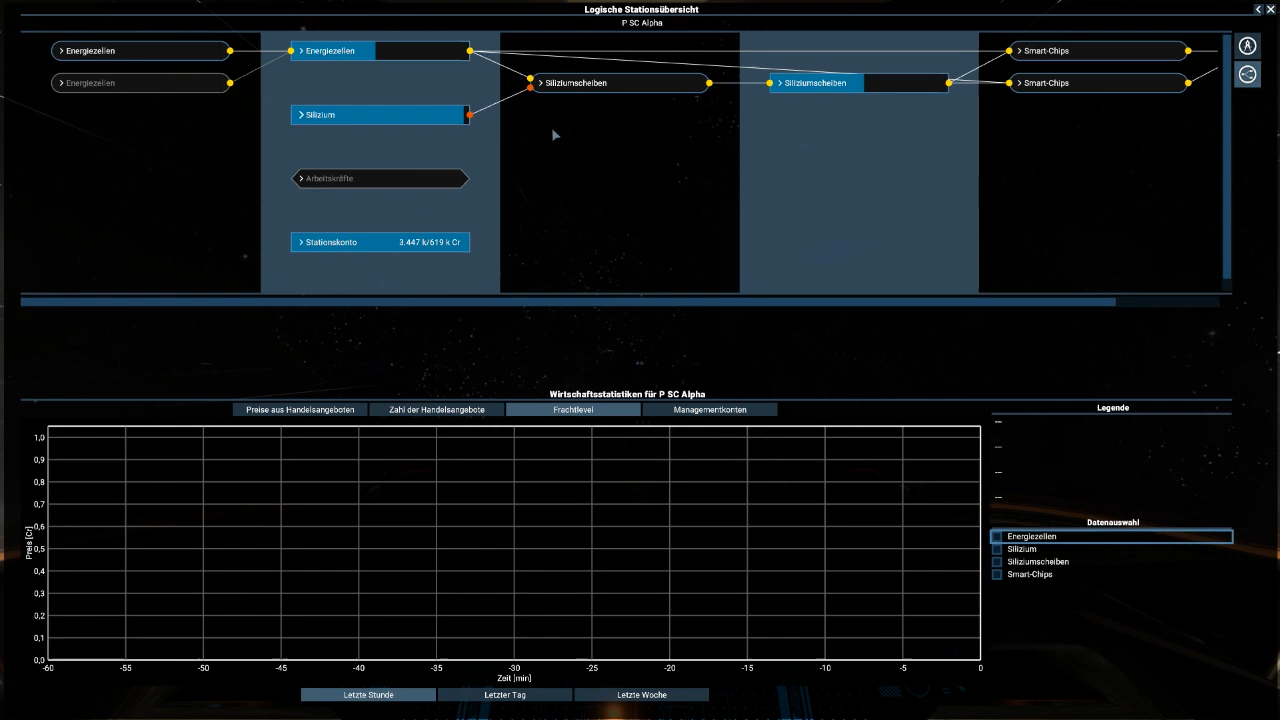 Logische Stationsübersicht
P SC Alpha
Energiezellen
Energiezellen
Smart-Chips
Energiezellen
Siliziumscheiben
Siliziumscheiben
Smart-Chips
Silizium
Arbeitskräfte
Stationskonto 3.447 k/619 k Cr
Wirtschaftsstatistiken für P SC Alpha
Preise aus Handelsangeboten
Zahl der Handelsangebote
Frachtlevel
Managementkonten
Legende
---
---
---
---
Datenauswahl
Energiezellen
Silizium
Siliziumscheiben
Smart-Chips
Preis [Cr]
1,0
0,9
0,8
0,7
0,6
0,5
0,4
0,3
0,2
0,1
0,0
-60 -55 -50 -45 -40 -35 -30 -25 -20 -15 -10 -5 0
Zeit [min]
Letzte Stunde
Letzter Tag
Letzte Woche